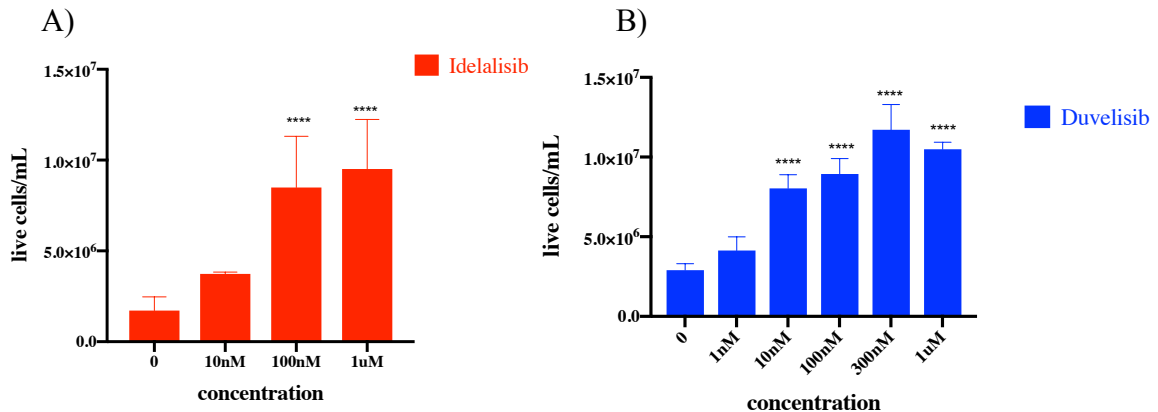 A)
Idelalisib
1.5×10⁷
1.0×10⁷
5.0×10⁶
0.0
live cells/mL
**** ****
0 10nM 100nM 1uM
concentration
B)
Duvelisib
1.5×10⁷
1.0×10⁷
5.0×10⁶
0.0
live cells/mL
**** **** **** ****
0 1nM 10nM 100nM 300nM 1uM
concentration